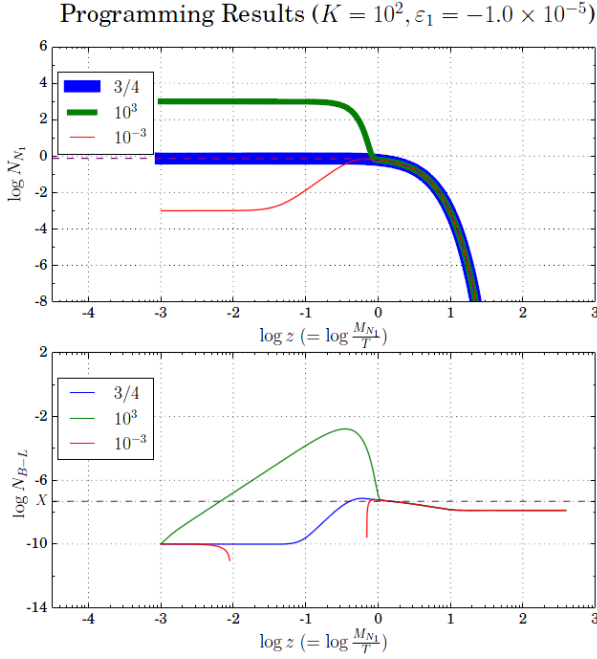 Programming Results (K = 10², ε₁ = −1.0 × 10⁻⁵)
6
4
2
0
-2
-4
-6
-8
log N_{N₁}
3/4
10³
10⁻³
-4 -3 -2 -1 0 1 2 3
log z (= log \frac{M_{N₁}}{T})
2
-2
-6
X
-10
-14
log N_{B−L}
3/4
10³
10⁻³
-4 -3 -2 -1 0 1 2 3
log z (= log \frac{M_{N₁}}{T})